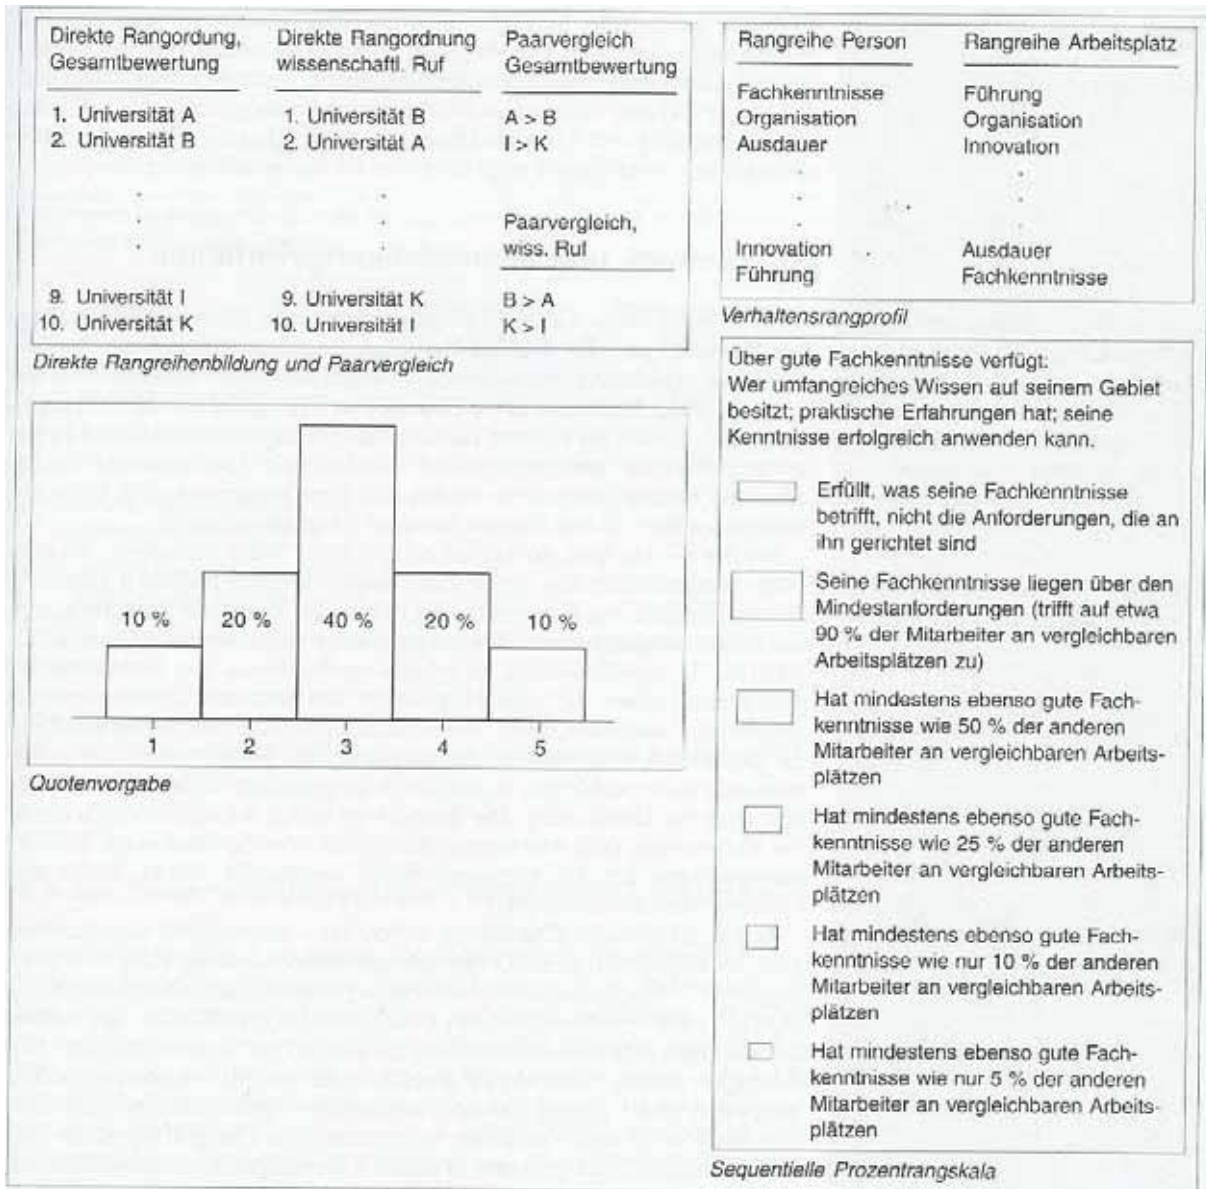 Direkte Rangordung,
Gesamtbewertung
1. Universität A
2. Universität B
9. Universität I
10. Universität K
Direkte Rangordnung
wissenschaftl. Ruf
1. Universität B
2. Universität A
9. Universität K
10. Universität I
Paarvergleich
Gesamtbewertung
A > B
I > K
Paarvergleich,
wiss. Ruf
B > A
K > I
Direkte Rangreihenbildung und Paarvergleich
10 % 20 % 40 % 20 % 10 %
1 2 3 4 5
Quotenvorgabe
Rangreihe Person
Fachkenntnisse
Organisation
Ausdauer
Innovation
Führung
Rangreihe Arbeitsplatz
Führung
Organisation
Innovation
Ausdauer
Fachkenntnisse
Verhaltensrangprofil
Über gute Fachkenntnisse verfügt:
Wer umfangreiches Wissen auf seinem Gebiet
besitzt; praktische Erfahrungen hat; seine
Kenntnisse erfolgreich anwenden kann.
Erfüllt, was seine Fachkenntnisse
betrifft, nicht die Anforderungen, die an
ihn gerichtet sind
Seine Fachkenntnisse liegen über den
Mindestanforderungen (trifft auf etwa
90 % der Mitarbeiter an vergleichbaren
Arbeitsplätzen zu)
Hat mindestens ebenso gute Fach-
kenntnisse wie 50 % der anderen
Mitarbeiter an vergleichbaren Arbeits-
plätzen
Hat mindestens ebenso gute Fach-
kenntnisse wie 25 % der anderen
Mitarbeiter an vergleichbaren Arbeits-
plätzen
Hat mindestens ebenso gute Fach-
kenntnisse wie nur 10 % der anderen
Mitarbeiter an vergleichbaren Arbeits-
plätzen
Hat mindestens ebenso gute Fach-
kenntnisse wie nur 5 % der anderen
Mitarbeiter an vergleichbaren Arbeits-
plätzen
Sequentielle Prozentrangskala